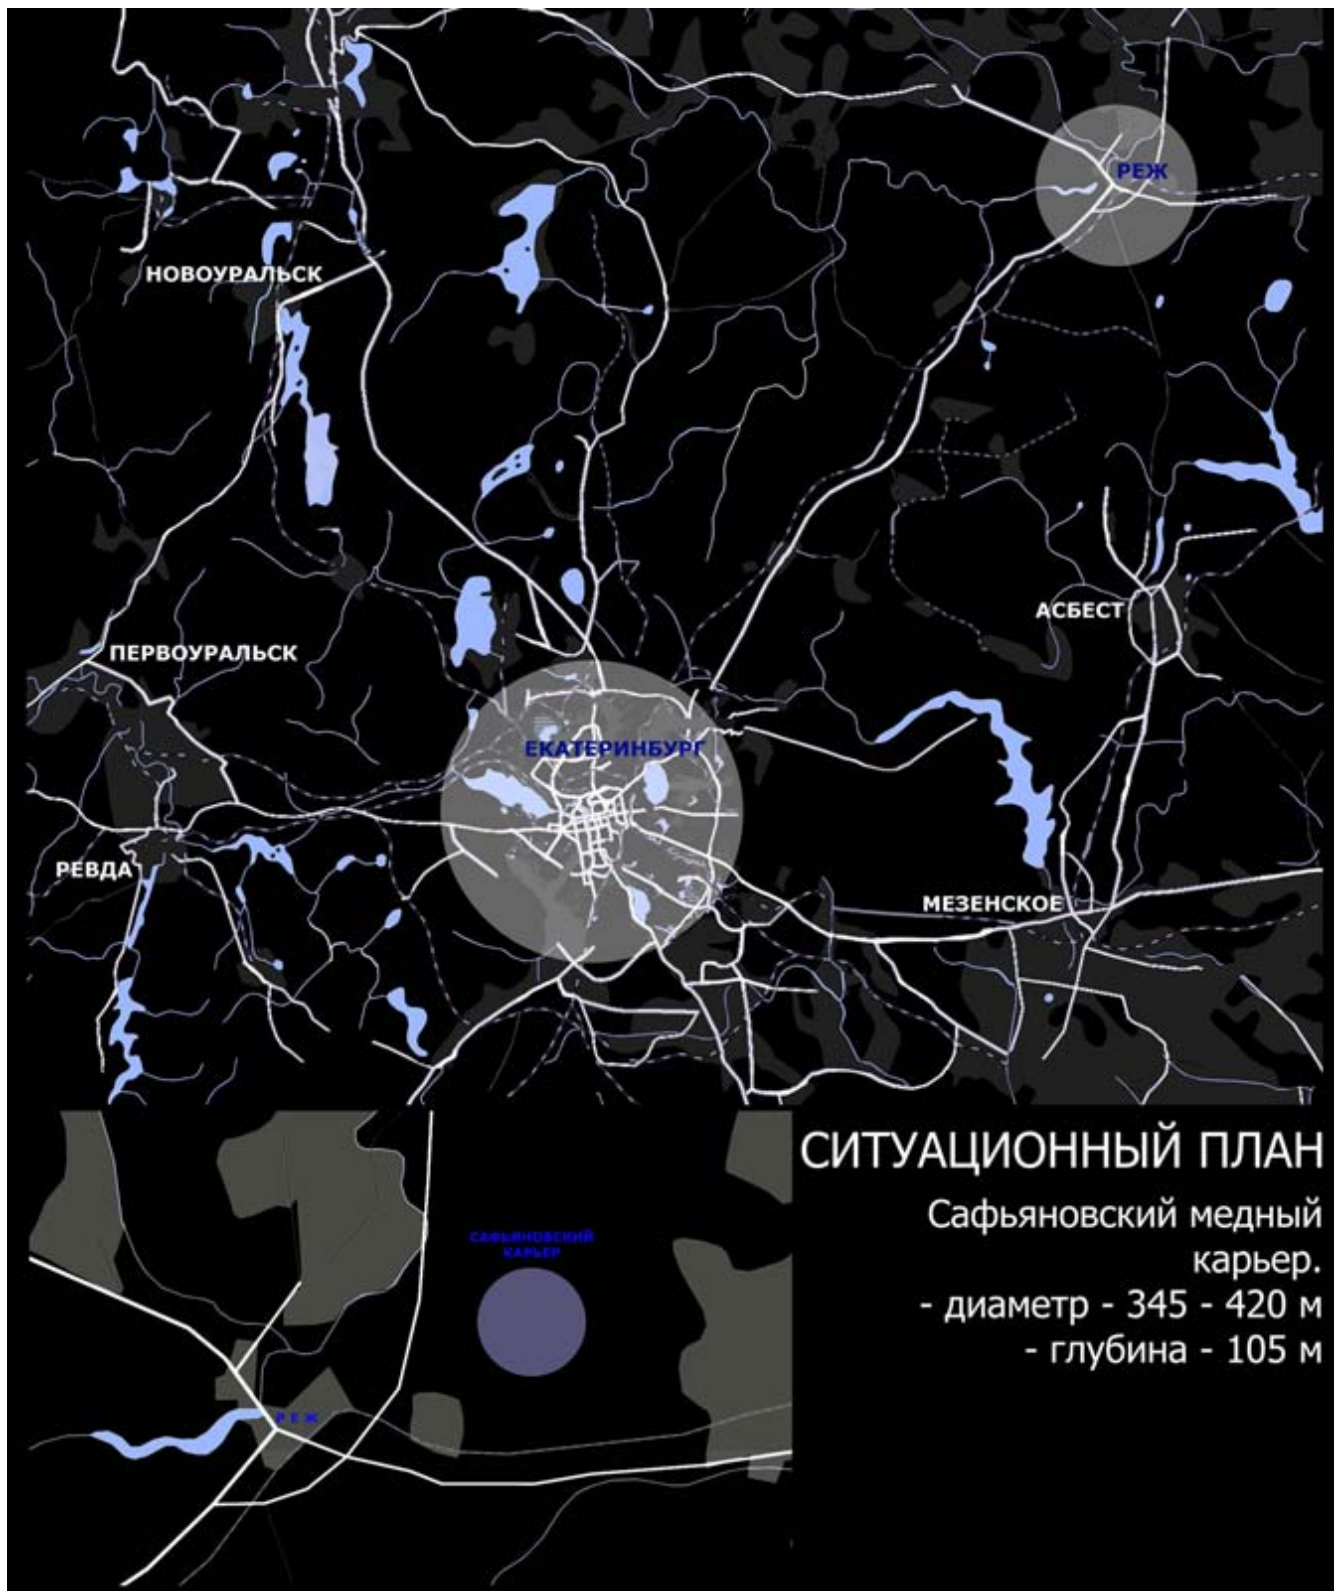 РЕЖ
НОВОУРАЛЬСК
АСБЕСТ
ПЕРВОУРАЛЬСК
ЕКАТЕРИНБУРГ
РЕВДА
МЕЗЕНСКОЕ
СИТУАЦИОННЫЙ ПЛАН
Сафьяновский медный
карьер.
- диаметр - 345 - 420 м
- глубина - 105 м
САФЬЯНОВСКИЙ
КАРЬЕР
РЕЖ